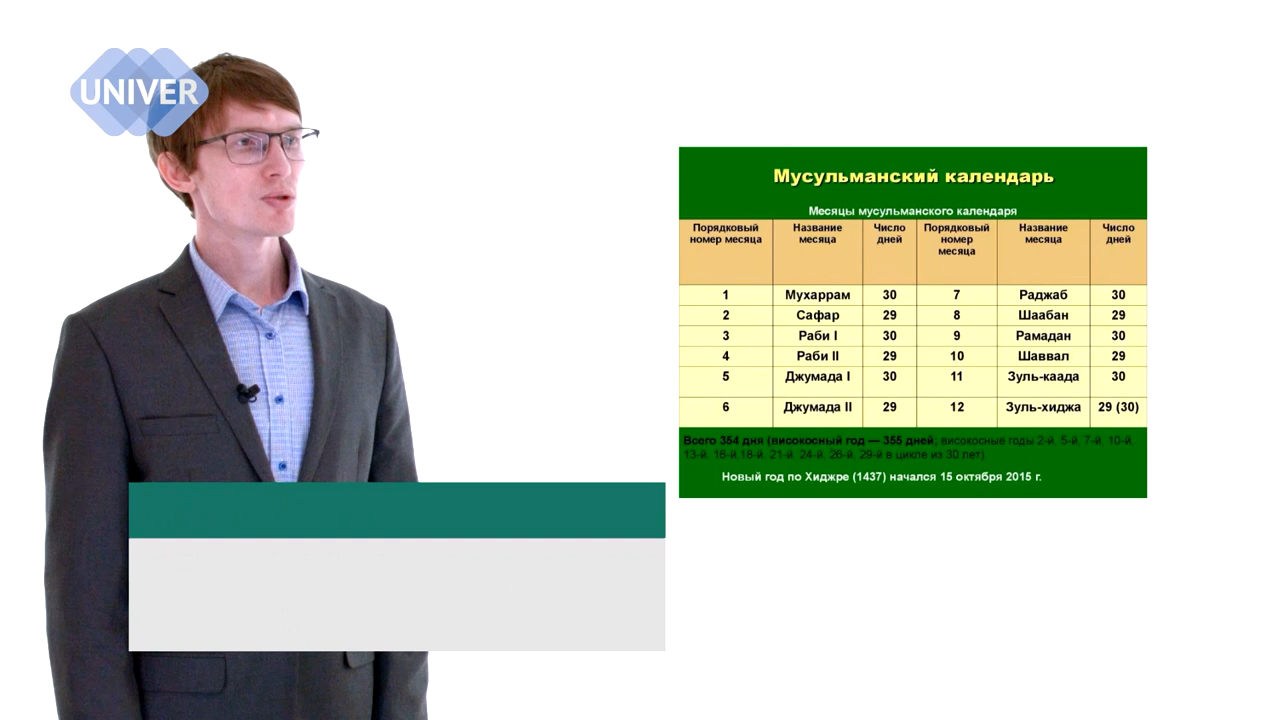 UNIVER
Мусульманский календарь
Месяцы мусульманского календаря
Порядковый номер месяца Название месяца Число дней Порядковый номер месяца Название месяца Число дней
1 Мухаррам 30 7 Раджаб 30
2 Сафар 29 8 Шаабан 29
3 Раби I 30 9 Рамадан 30
4 Раби II 29 10 Шаввал 29
5 Джумада I 30 11 Зуль-каада 30
6 Джумада II 29 12 Зуль-хиджа 29 (30)
Всего 354 дня (високосный год — 355 дней; високосные годы 2-й, 5-й, 7-й, 10-й,
13-й, 16-й,18-й, 21-й, 24-й, 26-й, 29-й в цикле из 30 лет)
Новый год по Хиджре (1437) начался 15 октября 2015 г.